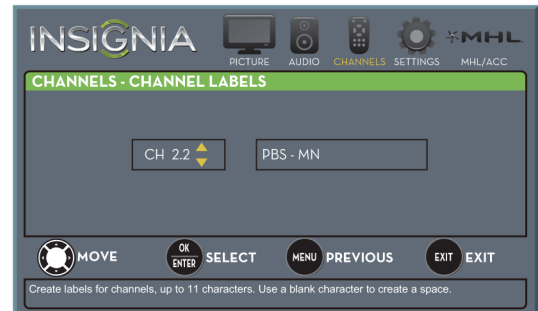 INSIGNIA
MHL
PICTURE AUDIO CHANNELS SETTINGS MHL/ACC
CHANNELS - CHANNEL LABELS
CH 2.2 PBS - MN
MOVE OK ENTER SELECT MENU PREVIOUS EXIT EXIT
Create labels for channels, up to 11 characters. Use a blank character to create a space.